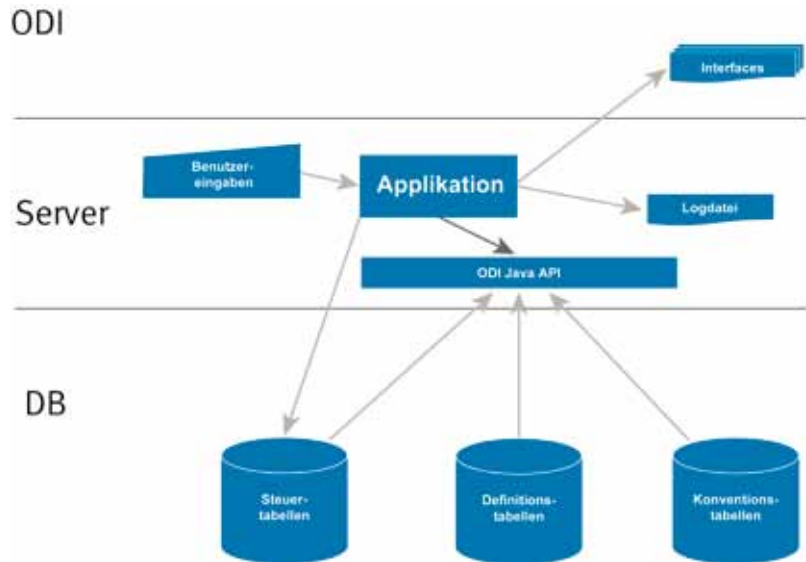 ODI
Interfaces
Benutzer-
eingaben
Applikation
Server
Logdatei
ODI Java API
DB
Steuer-
tabellen
Definitions-
tabellen
Konventions-
tabellen